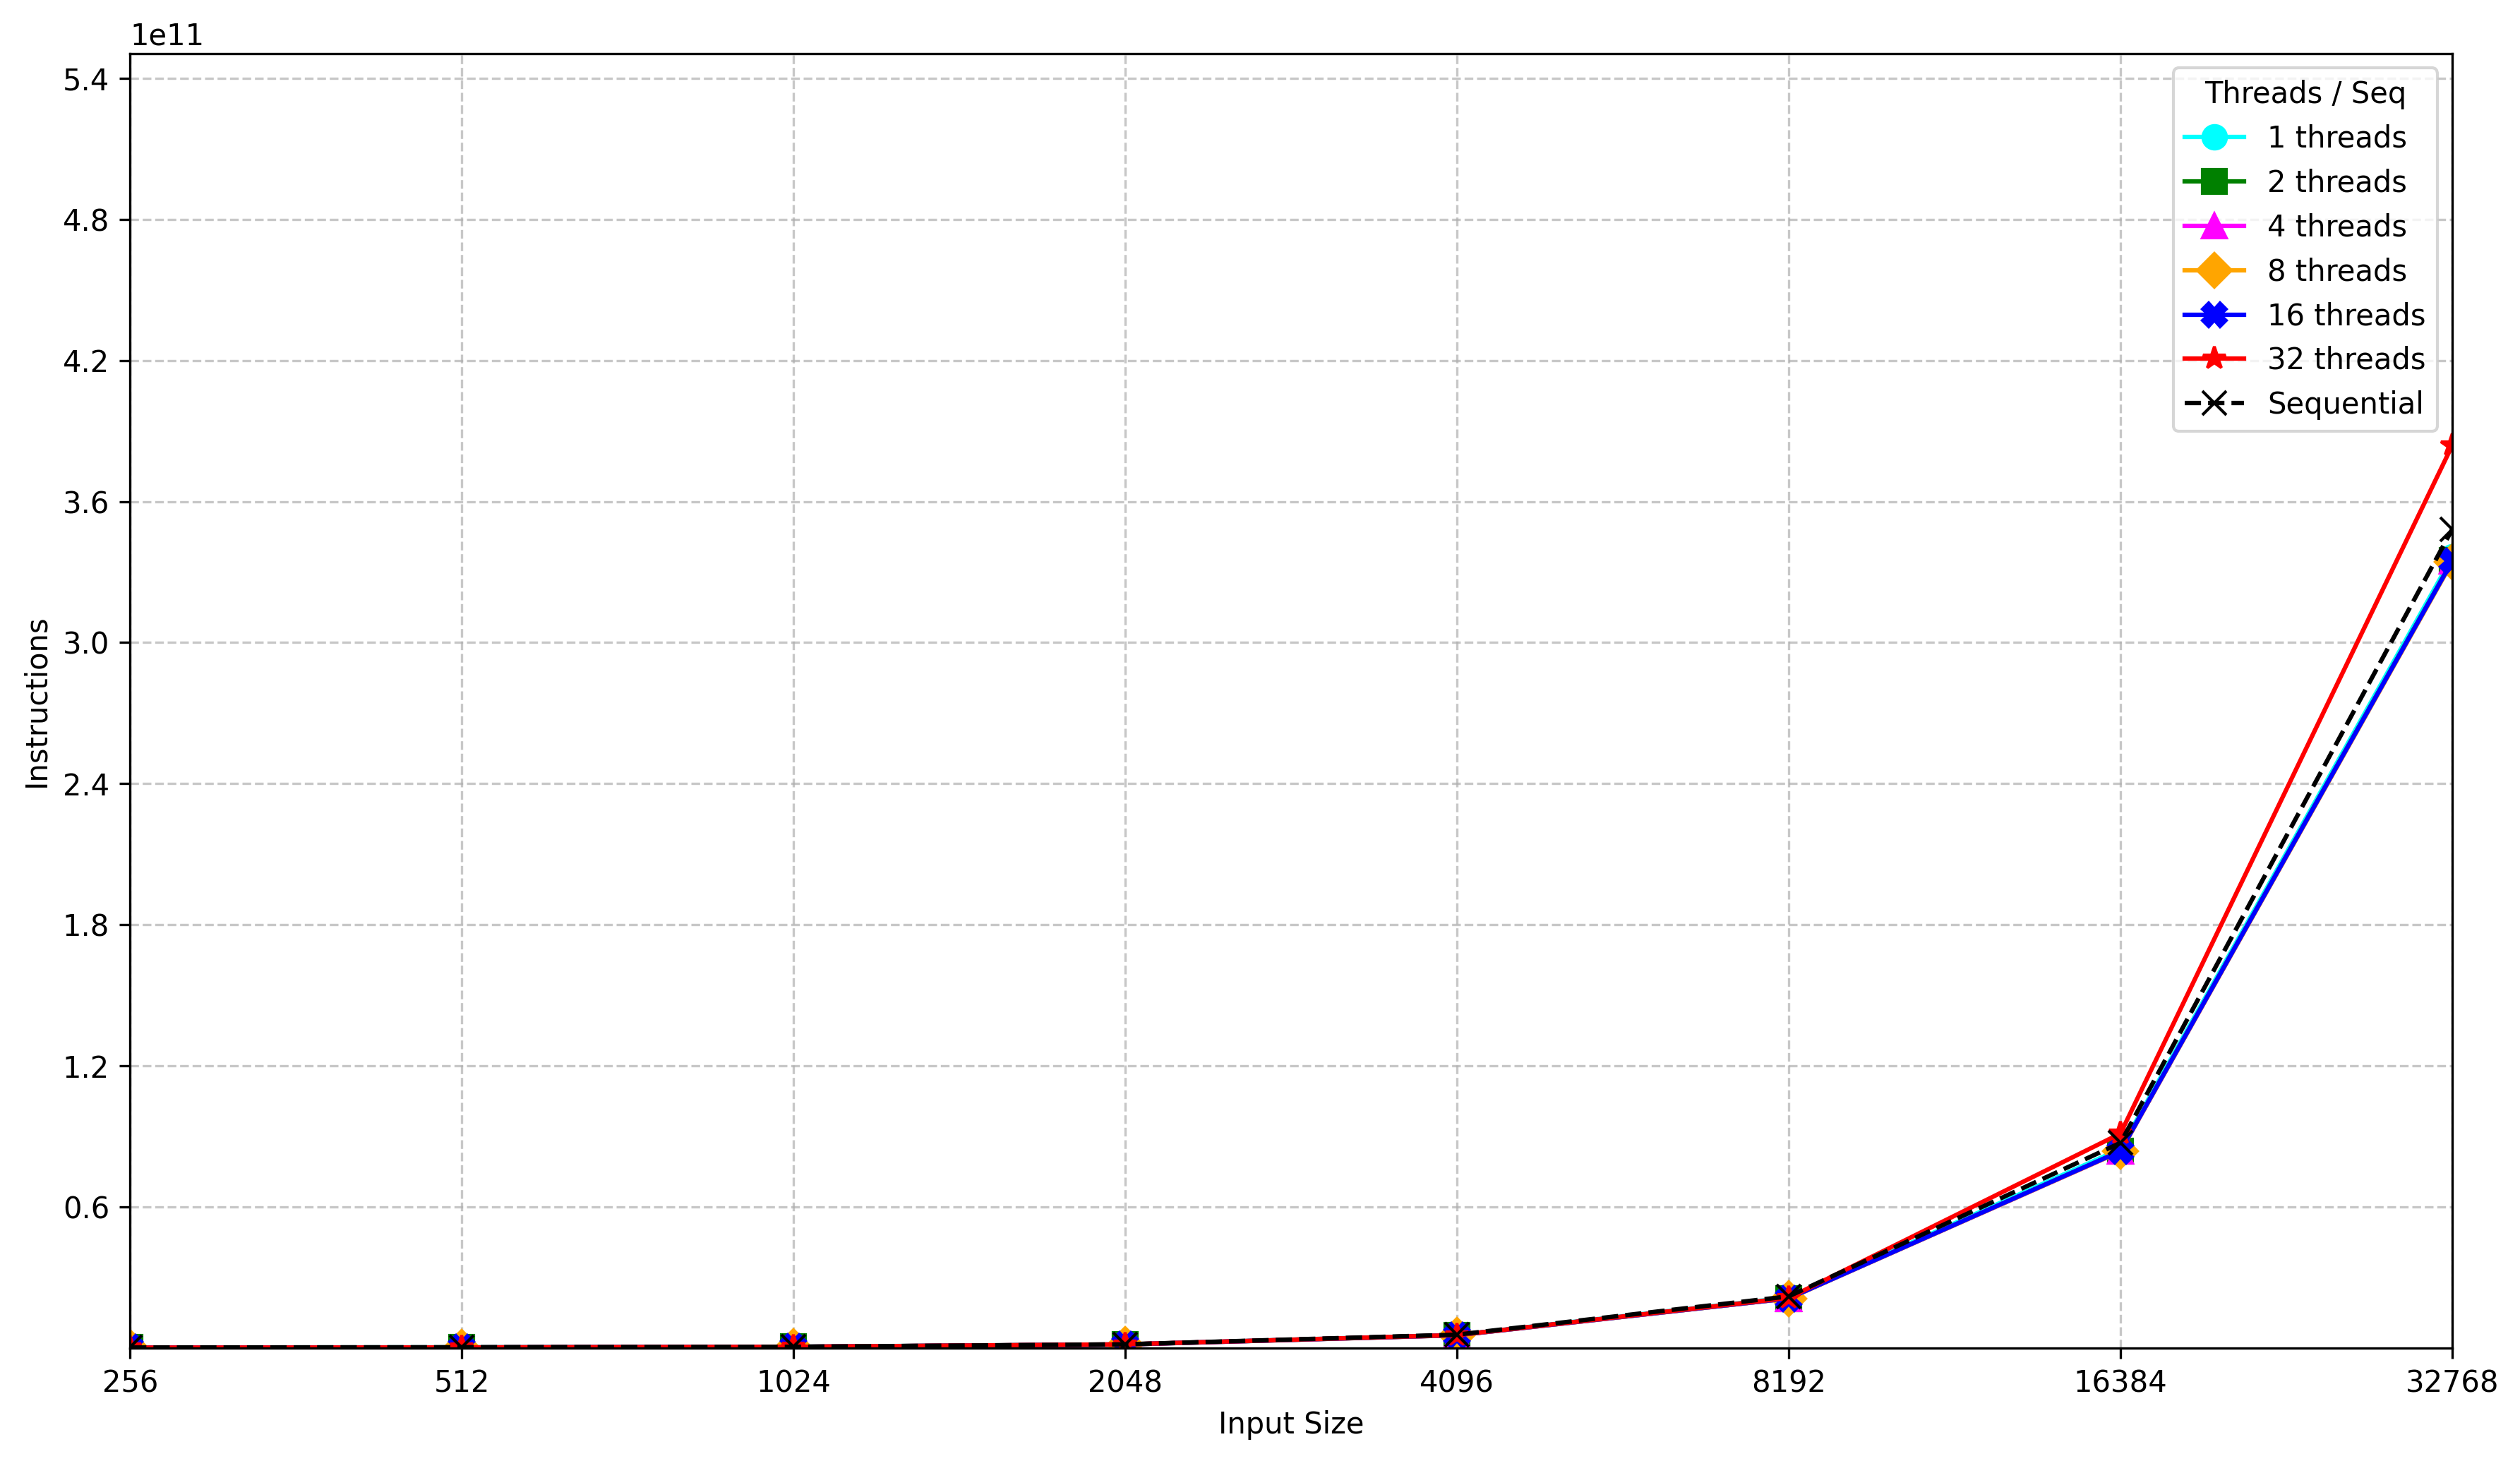 1e11
5.4
4.8
4.2
3.6
3.0
2.4
1.8
1.2
0.6
Instructions
256 512 1024 2048 4096 8192 16384 32768
Input Size
Threads / Seq
1 threads
2 threads
4 threads
8 threads
16 threads
32 threads
Sequential